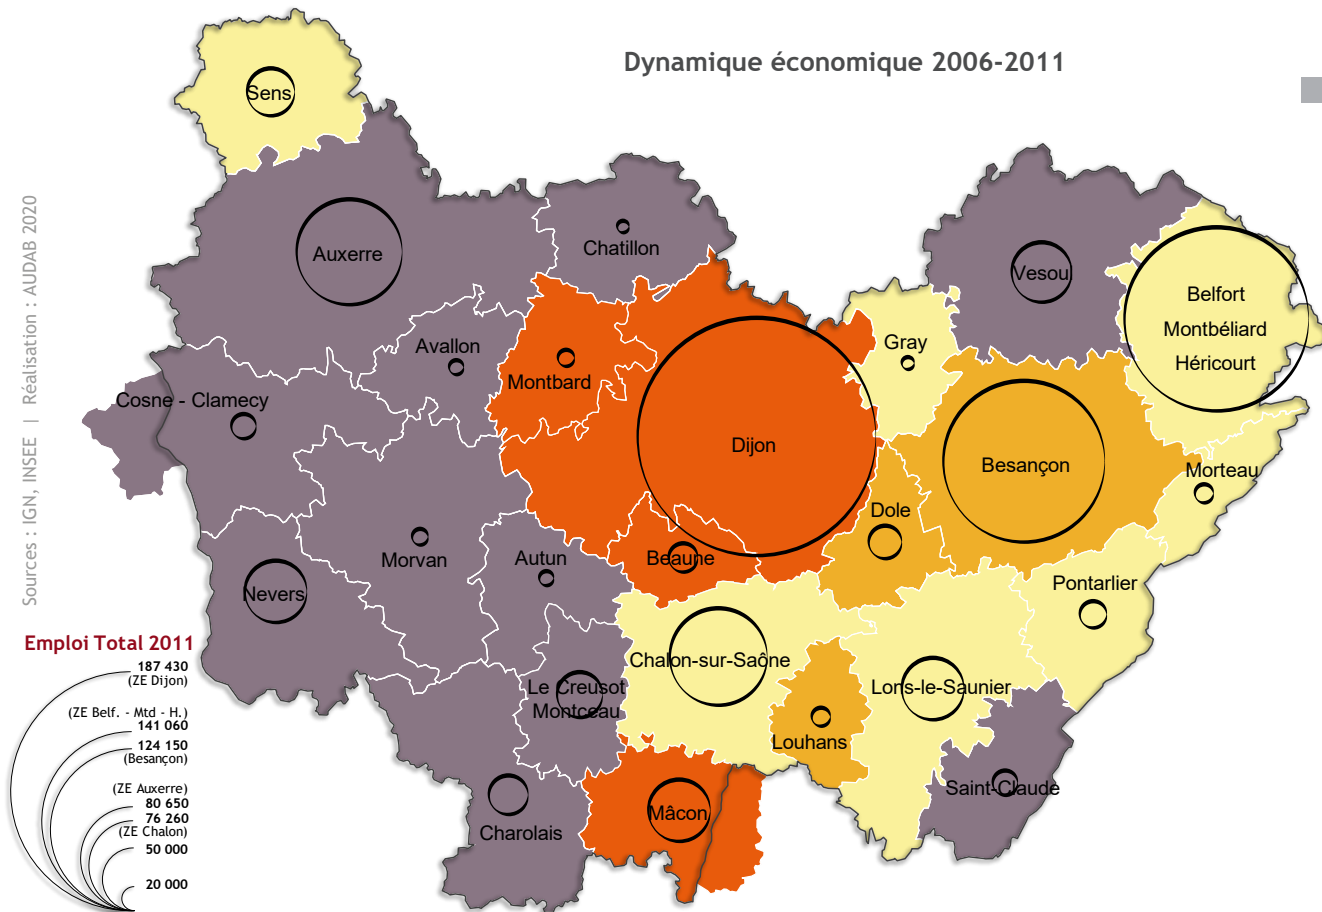 Dynamique économique 2006-2011
Sens
Auxerre
Chatillon
Vesou
Belfort
Montbéliard
Héricourt
Avallon
Montbard
Gray
Cosne - Clamecy
Dijon
Besançon
Morteau
Dole
Morvan
Autun
Beaune
Pontarlier
Nevers
Chalon-sur-Saône
Le Creusot
Montceau
Lons-le-Saunier
Louhans
Saint-Claude
Mâcon
Charolais
Sources : IGN, INSEE | Réalisation : AUDAB 2020
Emploi Total 2011
187 430
(ZE Dijon)
(ZE Belf. - Mtd - H.)
141 060
124 150
(Besançon)
(ZE Auxerre)
80 650
76 260
(ZE Chalon)
50 000
20 000